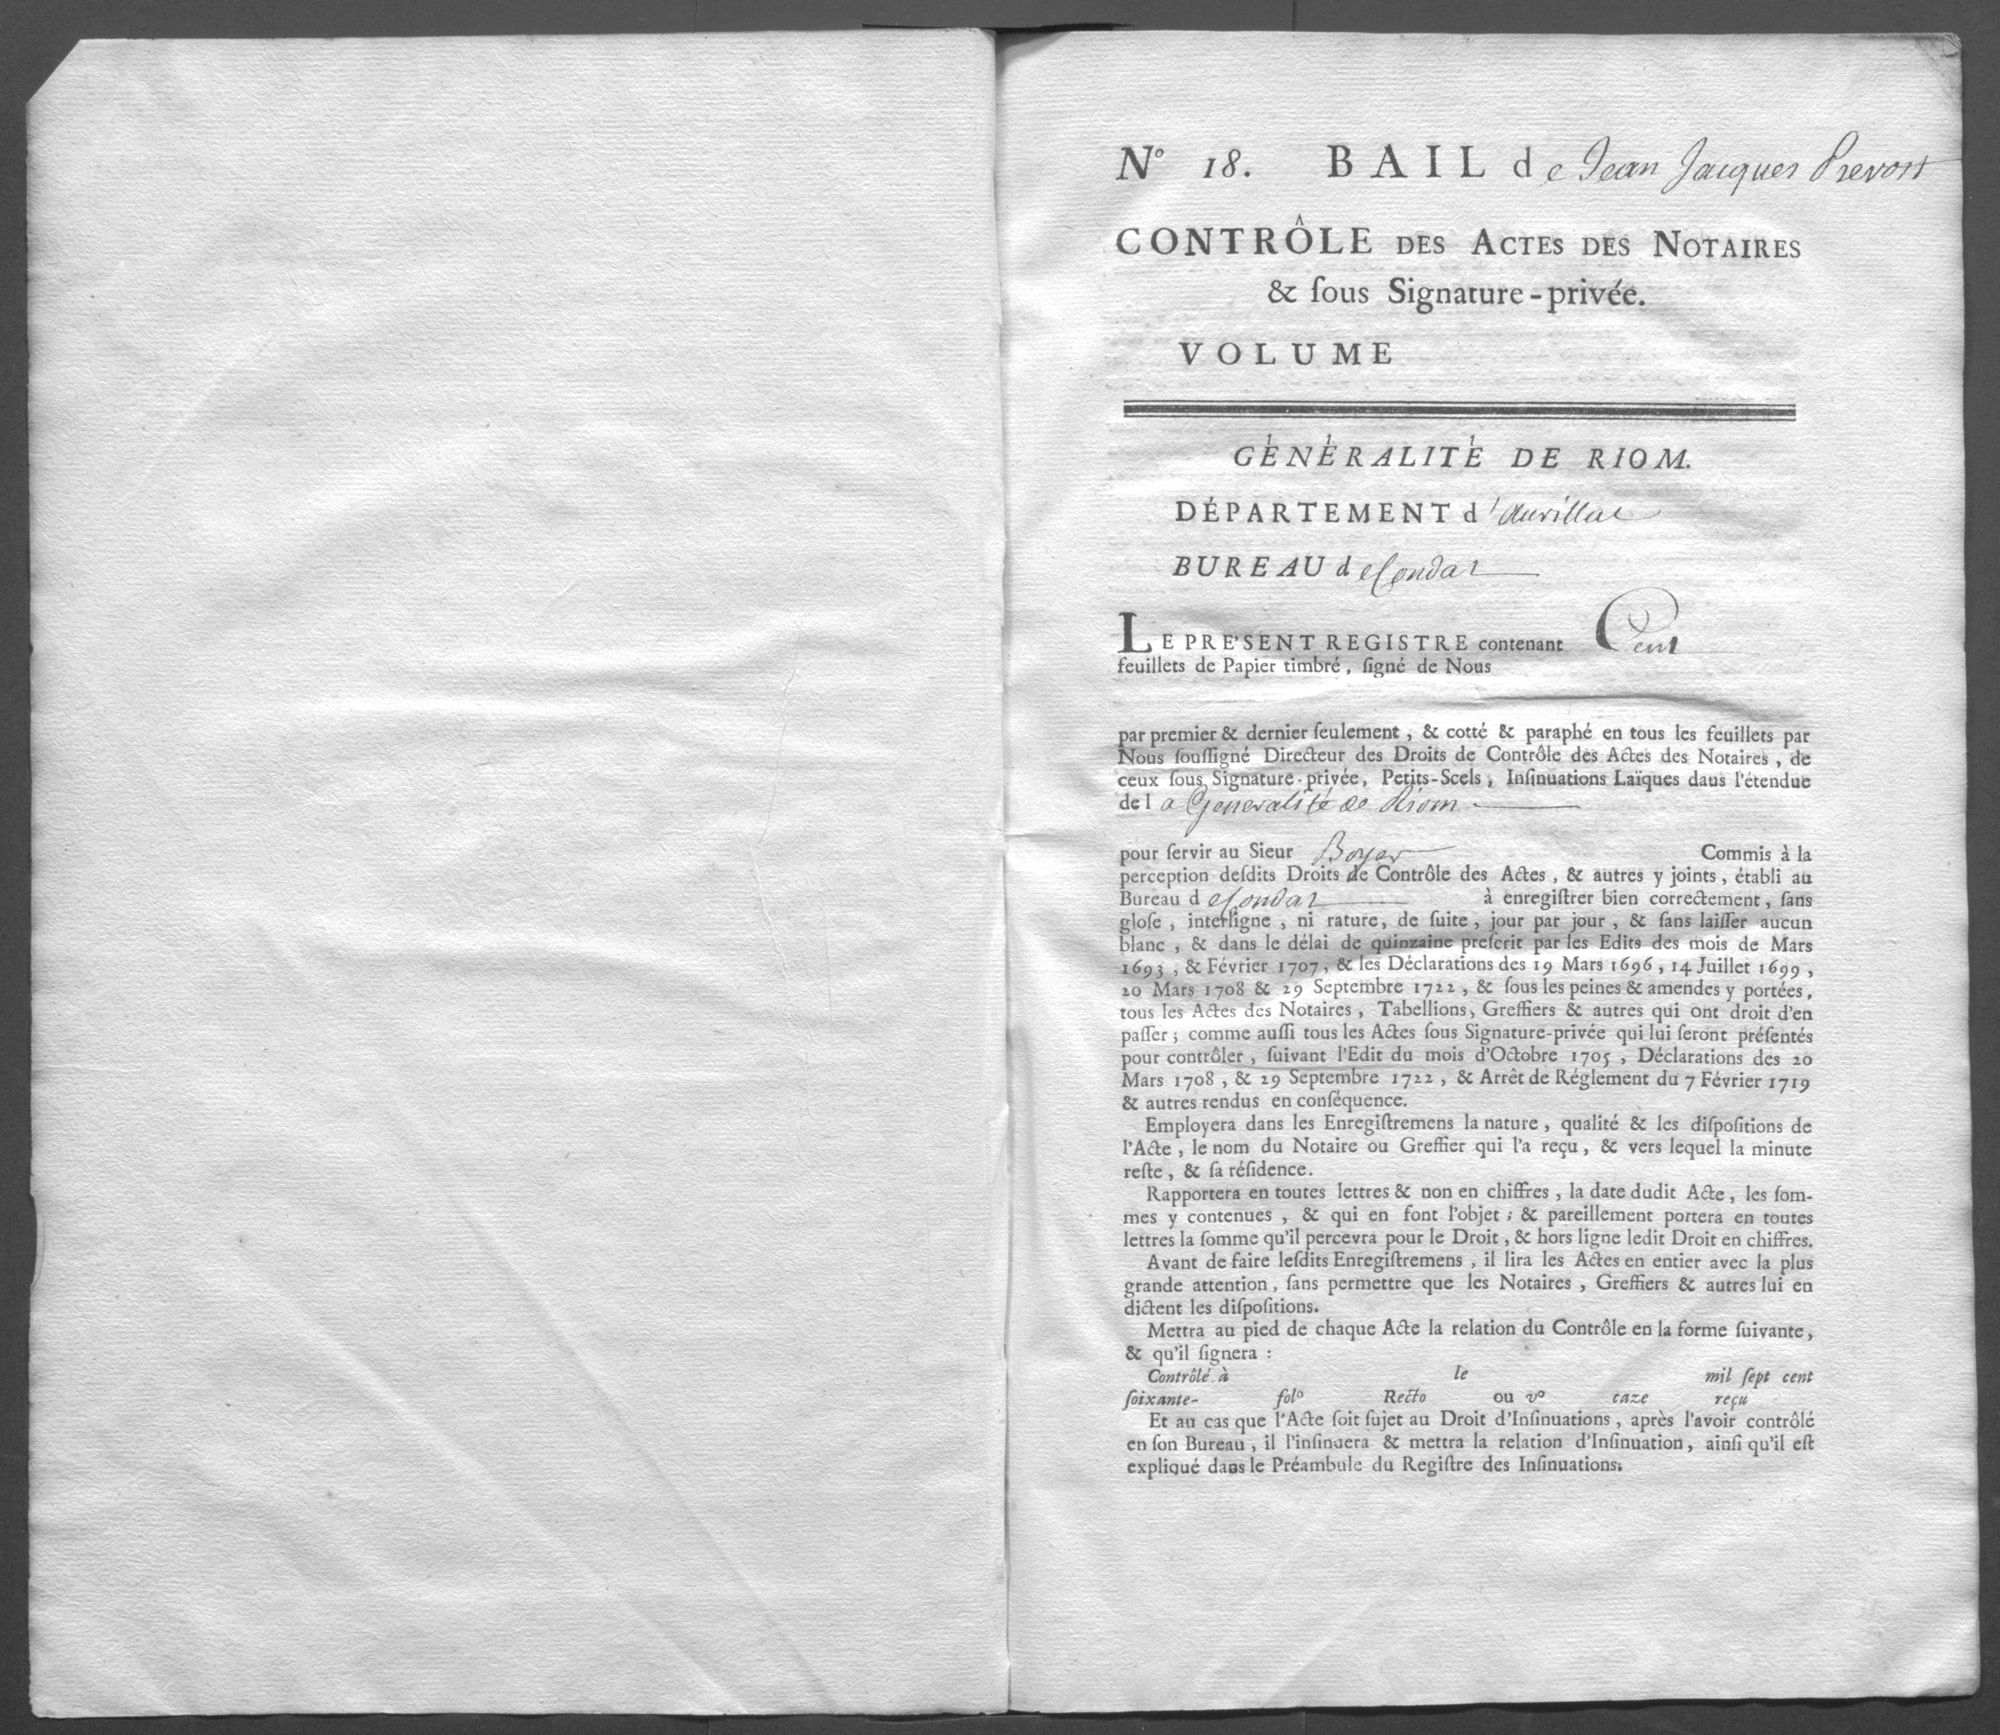 N° 18. BAIL de Jean Jacques Prevost
CONTRÔLE DES ACTES DES NOTAIRES
& ſous Signature-privée.
VOLUME
GÉNÉRALITÉ DE RIOM.
DÉPARTEMENT d'Aurillac
BUREAU de Condat
LE PRÉSENT REGISTRE contenant Cent
feuillets de Papier timbré, ſigné de Nous
par premier & dernier ſeulement, & cotté & paraphé en tous les feuillets par
Nous ſouſſigné Directeur des Droits de Contrôle des Actes des Notaires, de
ceux ſous Signature-privée, Petits-Scels, Inſinuations Laïques daus l'étendue
de la Generalité de Riom
pour ſervir au Sieur Boyer Commis à la
perception deſdits Droits de Contrôle des Actes, & autres y joints, établi au
Bureau de Condat à enregiſtrer bien correctement, ſans
gloſe, interligne, ni rature, de ſuite, jour par jour, & ſans laiſſer aucun
blanc, & dans le délai de quinzaine preſcrit par les Edits des mois de Mars
1693, & Février 1707, & les Déclarations des 19 Mars 1696, 14 Juillet 1699,
20 Mars 1708 & 29 Septembre 1722, & ſous les peines & amendes y portées,
tous les Actes des Notaires, Tabellions, Greffiers & autres qui ont droit d'en
paſſer; comme auſſi tous les Actes ſous Signature-privée qui lui ſeront préſentés
pour contrôler, ſuivant l'Edit du mois d'Octobre 1705, Déclarations des 20
Mars 1708, & 29 Septembre 1722, & Arrêt de Réglement du 7 Février 1719
& autres rendus en conſéquence.
Employera dans les Enregiſtremens la nature, qualité & les diſpoſitions de
l'Acte, le nom du Notaire ou Greffier qui l'a reçu, & vers lequel la minute
reſte, & ſa réſidence.
Rapportera en toutes lettres & non en chiffres, la date dudit Acte, les ſom-
mes y contenues, & qui en font l'objet; & pareillement portera en toutes
lettres la ſomme qu'il percevra pour le Droit, & hors ligne ledit Droit en chiffres.
Avant de faire leſdits Enregiſtremens, il lira les Actes en entier avec la plus
grande attention, ſans permettre que les Notaires, Greffiers & autres lui en
dictent les diſpoſitions.
Mettra au pied de chaque Acte la relation du Contrôle en la forme ſuivante,
& qu'il ſignera :
Contrôlé à le mil ſept cent
ſoixante- fol° Recto ou v° caze reçu
Et au cas que l'Acte ſoit ſujet au Droit d'Inſinuations, après l'avoir contrôlé
en ſon Bureau, il l'inſinuera & mettra la relation d'Inſinuation, ainſi qu'il eſt
expliqué dans le Préambule du Regiſtre des Inſinuations.